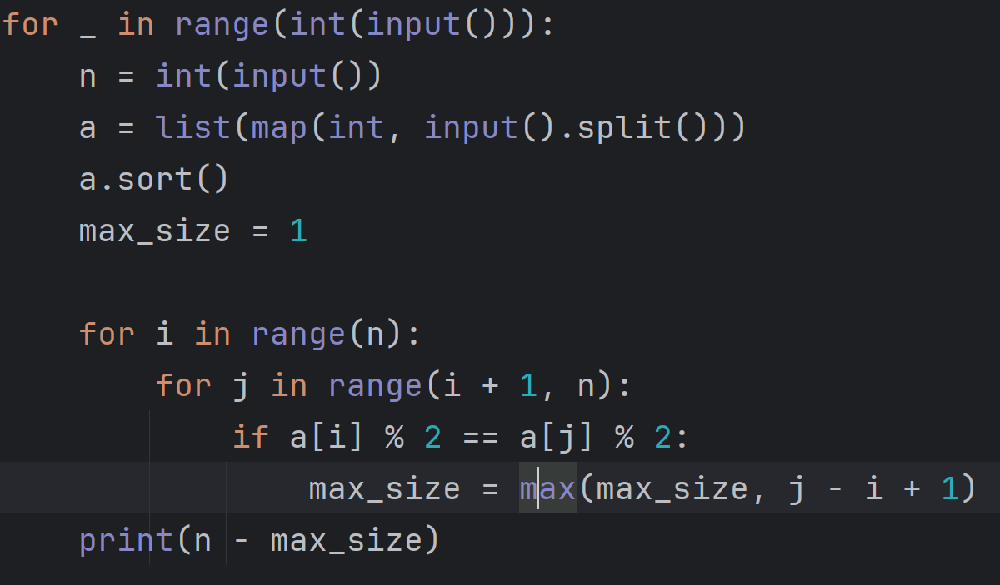 for _ in range(int(input())):
    n = int(input())
    a = list(map(int, input().split()))
    a.sort()
    max_size = 1

    for i in range(n):
        for j in range(i + 1, n):
            if a[i] % 2 == a[j] % 2:
                max_size = max(max_size, j - i + 1)
    print(n - max_size)